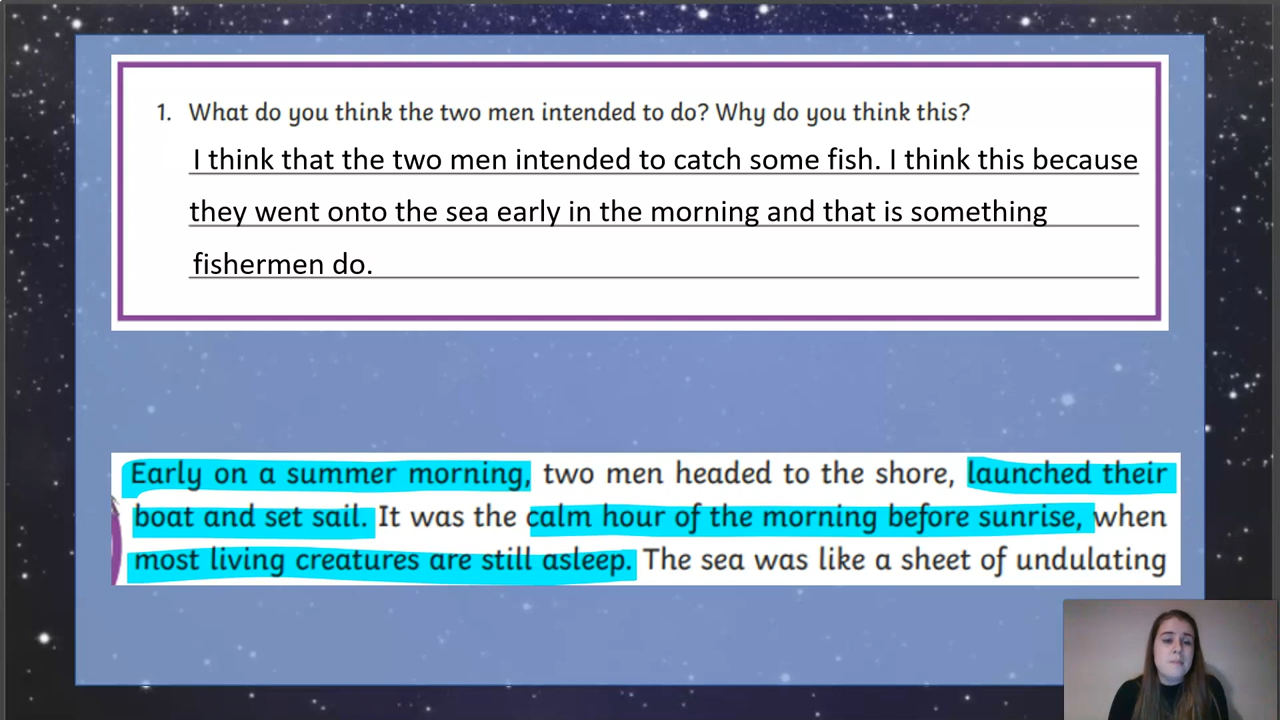 1. What do you think the two men intended to do? Why do you think this?
I think that the two men intended to catch some fish. I think this because
they went onto the sea early in the morning and that is something
fishermen do.
Early on a summer morning, two men headed to the shore, launched their
boat and set sail. It was the calm hour of the morning before sunrise, when
most living creatures are still asleep. The sea was like a sheet of undulating